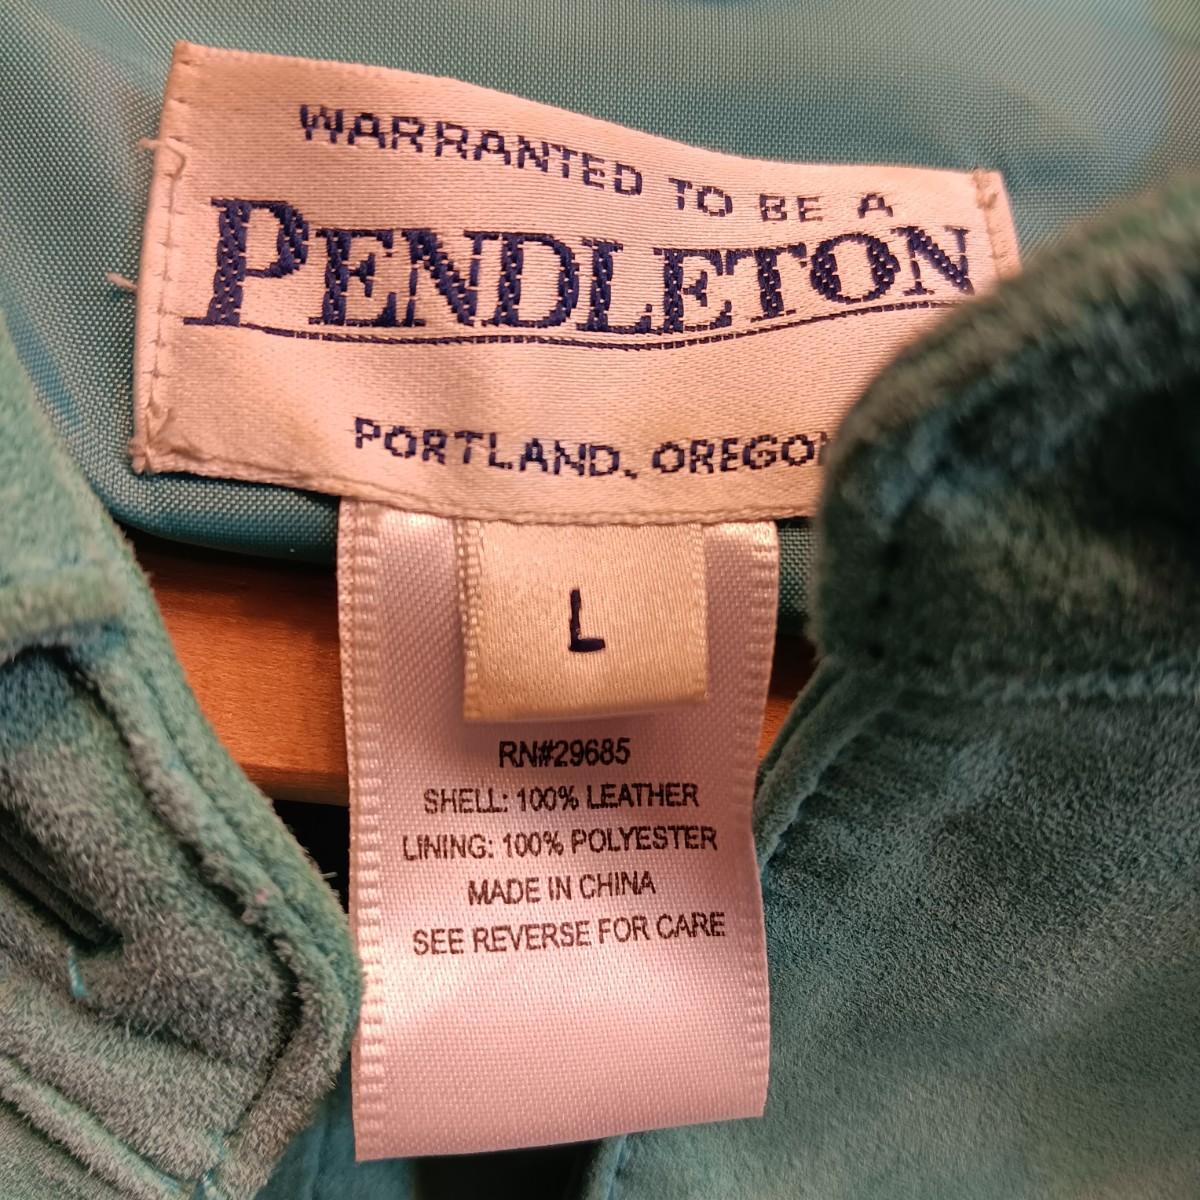 WARRANTED TO BE A
PENDLETON
PORTLAND, OREGON
L
RN#29685
SHELL: 100% LEATHER
LINING: 100% POLYESTER
MADE IN CHINA
SEE REVERSE FOR CARE